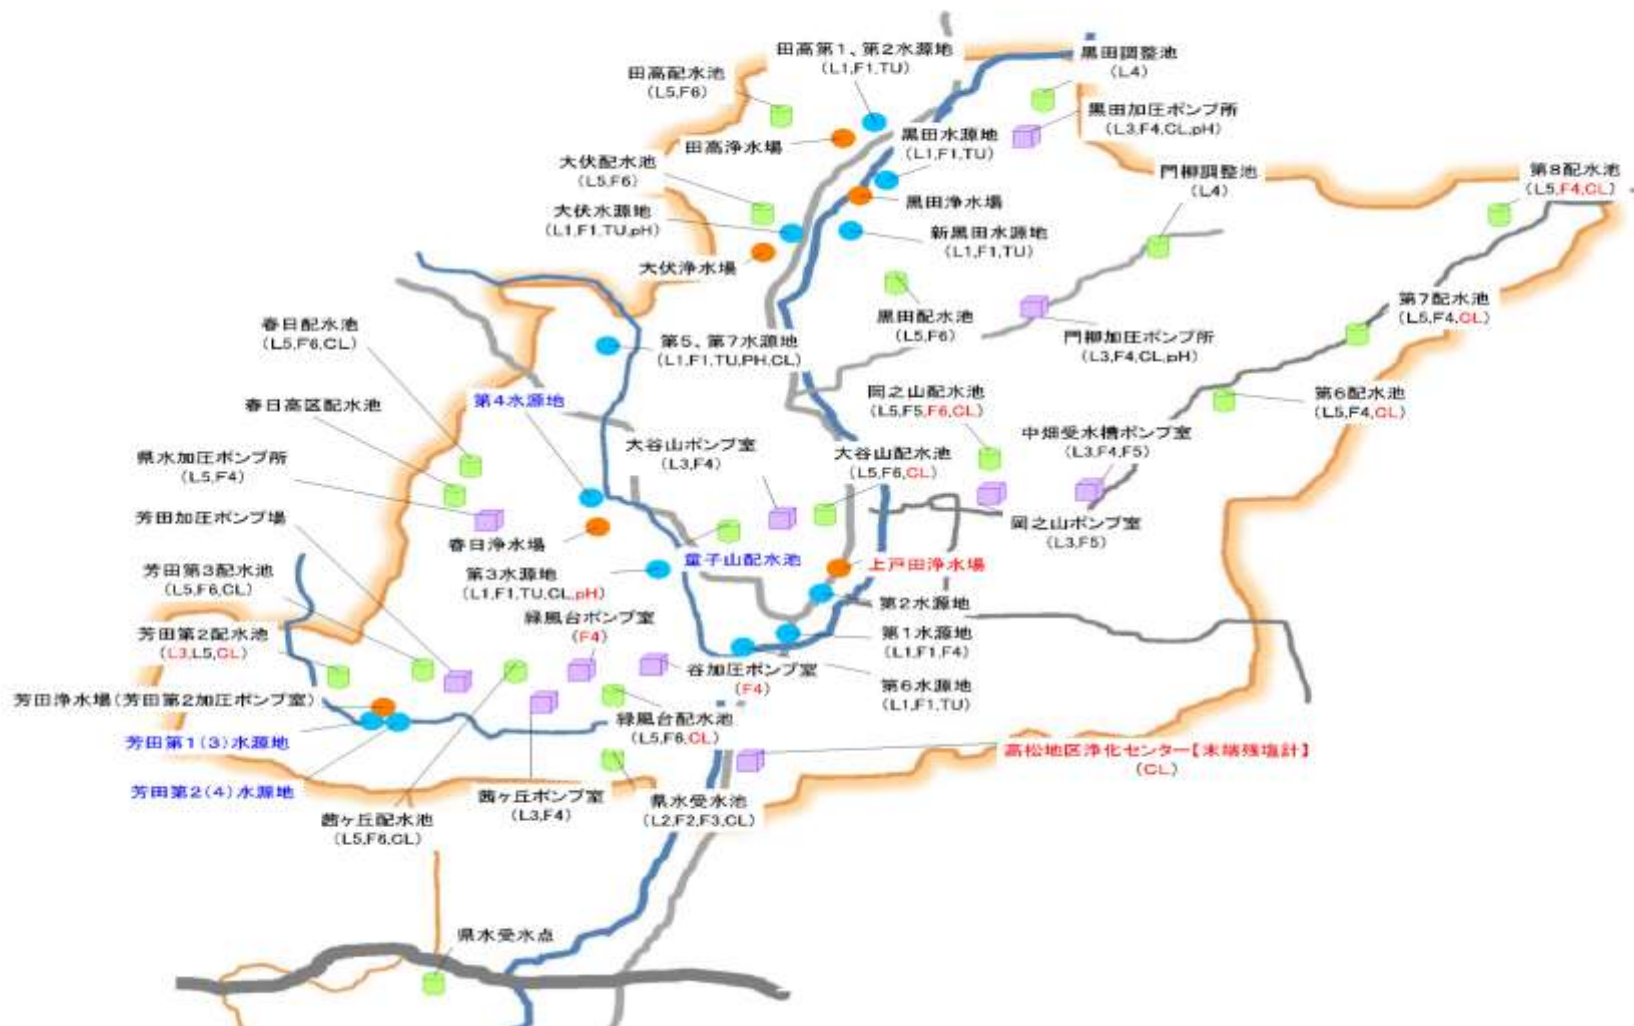 田高第1、第2水源地
(L1,F1,TU)
黒田調整池
(L4)
田高配水池
(L5,F6)
黒田加圧ポンプ所
(L3,F4,CL,pH)
田高浄水場
黒田水源地
(L1,F1,TU)
大伏配水池
(L5,F6)
門柳調整池
(L4)
第8配水池
(L5,F4,CL)
大伏水源地
(L1,F1,TU,pH)
黒田浄水場
新黒田水源地
(L1,F1,TU)
大伏浄水場
春日配水池
(L5,F6,CL)
第5、第7水源地
(L1,F1,TU,PH,CL)
黒田配水池
(L5,F6)
門柳加圧ポンプ所
(L3,F4,CL,pH)
第7配水池
(L5,F4,CL)
春日高区配水池
第4水源地
岡之山配水池
(L5,F5,F6,CL)
第6配水池
(L5,F4,CL)
県水加圧ポンプ所
(L5,F4)
大谷山ポンプ室
(L3,F4)
大谷山配水池
(L5,F6,CL)
中畑受水槽ポンプ室
(L3,F4,F5)
芳田加圧ポンプ場
春日浄水場
岡之山ポンプ室
(L3,F5)
芳田第3配水池
(L5,F6,CL)
第3水源地
(L1,F1,TU,CL,pH)
童子山配水池
上戸田浄水場
第2水源地
芳田第2配水池
(L3,L5,CL)
緑風台ポンプ室
(F4)
第1水源地
(L1,F1,F4)
谷加圧ポンプ室
(F4)
第6水源地
(L1,F1,TU)
芳田浄水場(芳田第2加圧ポンプ室)
緑風台配水池
(L5,F6,CL)
芳田第1(3)水源地
高松地区浄化センター【末端残塩計】
(CL)
芳田第2(4)水源地
茜ヶ丘ポンプ室
(L3,F4)
県水受水池
(L2,F2,F3,CL)
茜ヶ丘配水池
(L5,F6,CL)
県水受水点